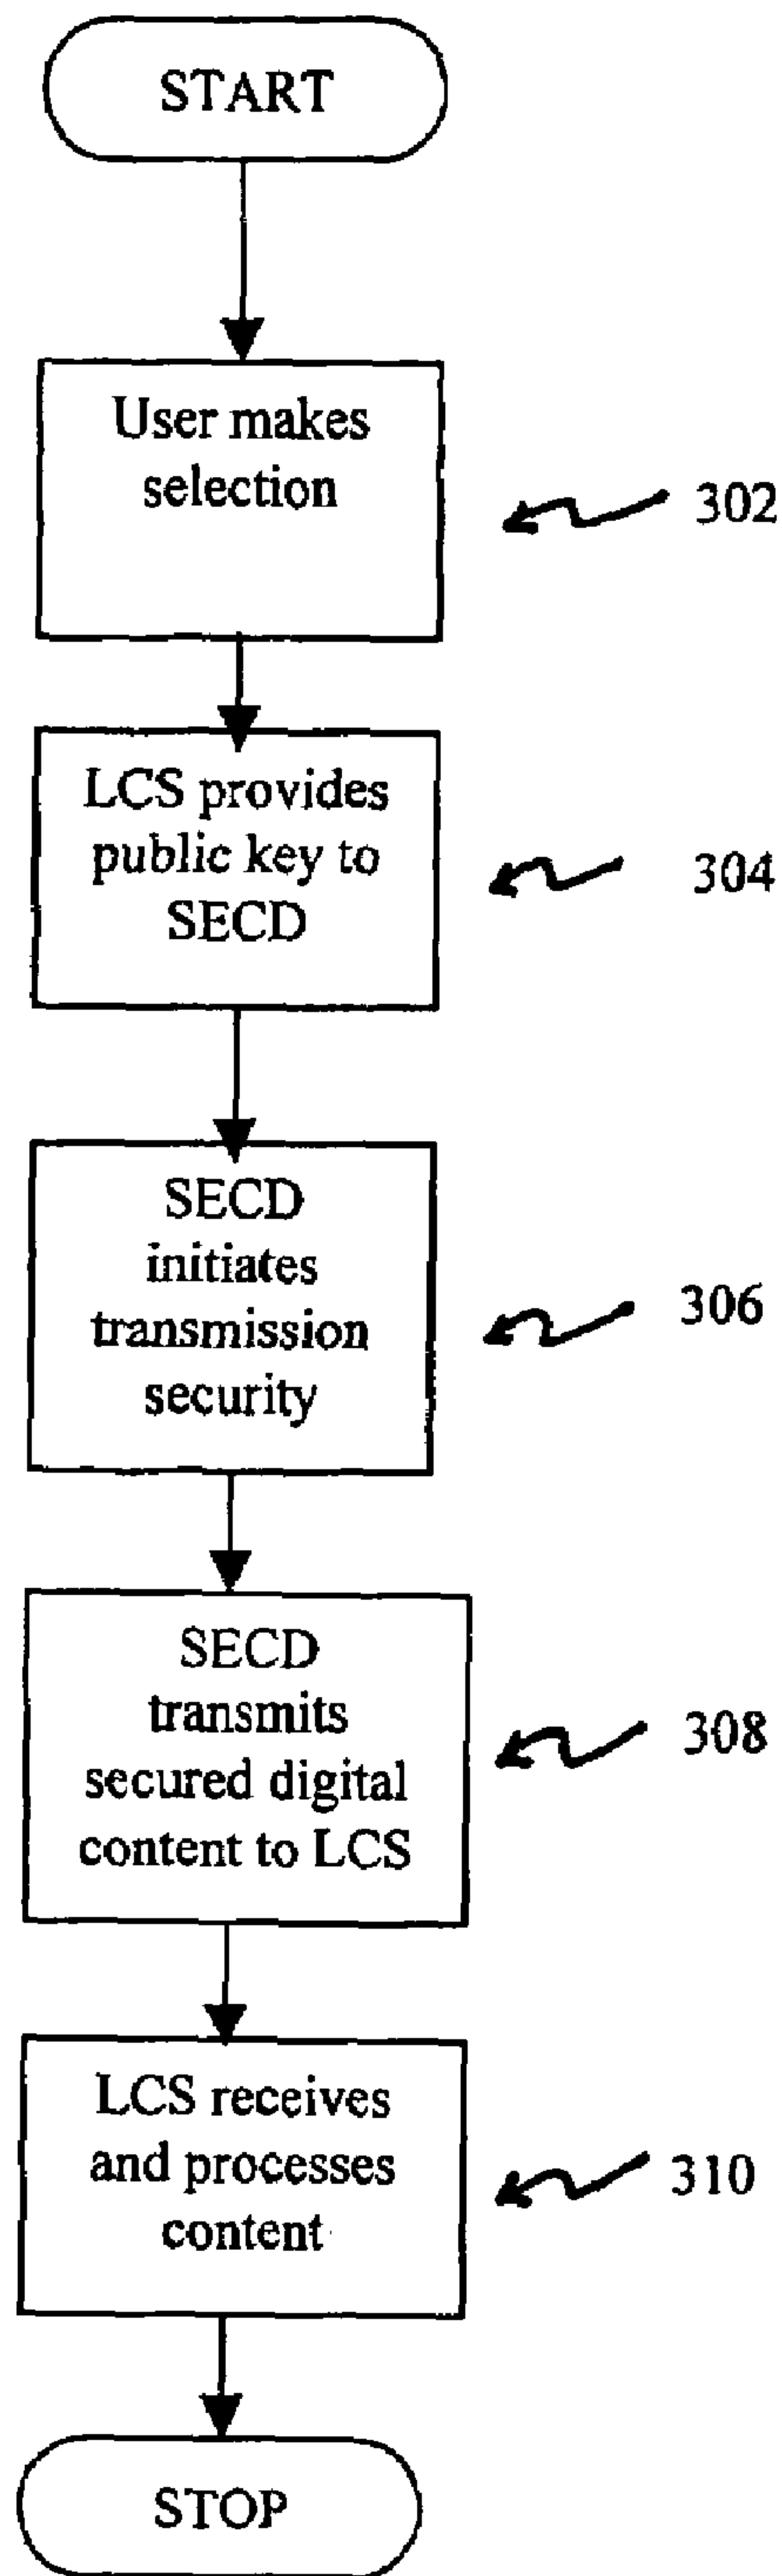 START
User makes
selection
302
LCS provides
public key to
SECD
304
SECD
initiates
transmission
security
306
SECD
transmits
secured digital
content to LCS
308
LCS receives
and processes
content
310
STOP